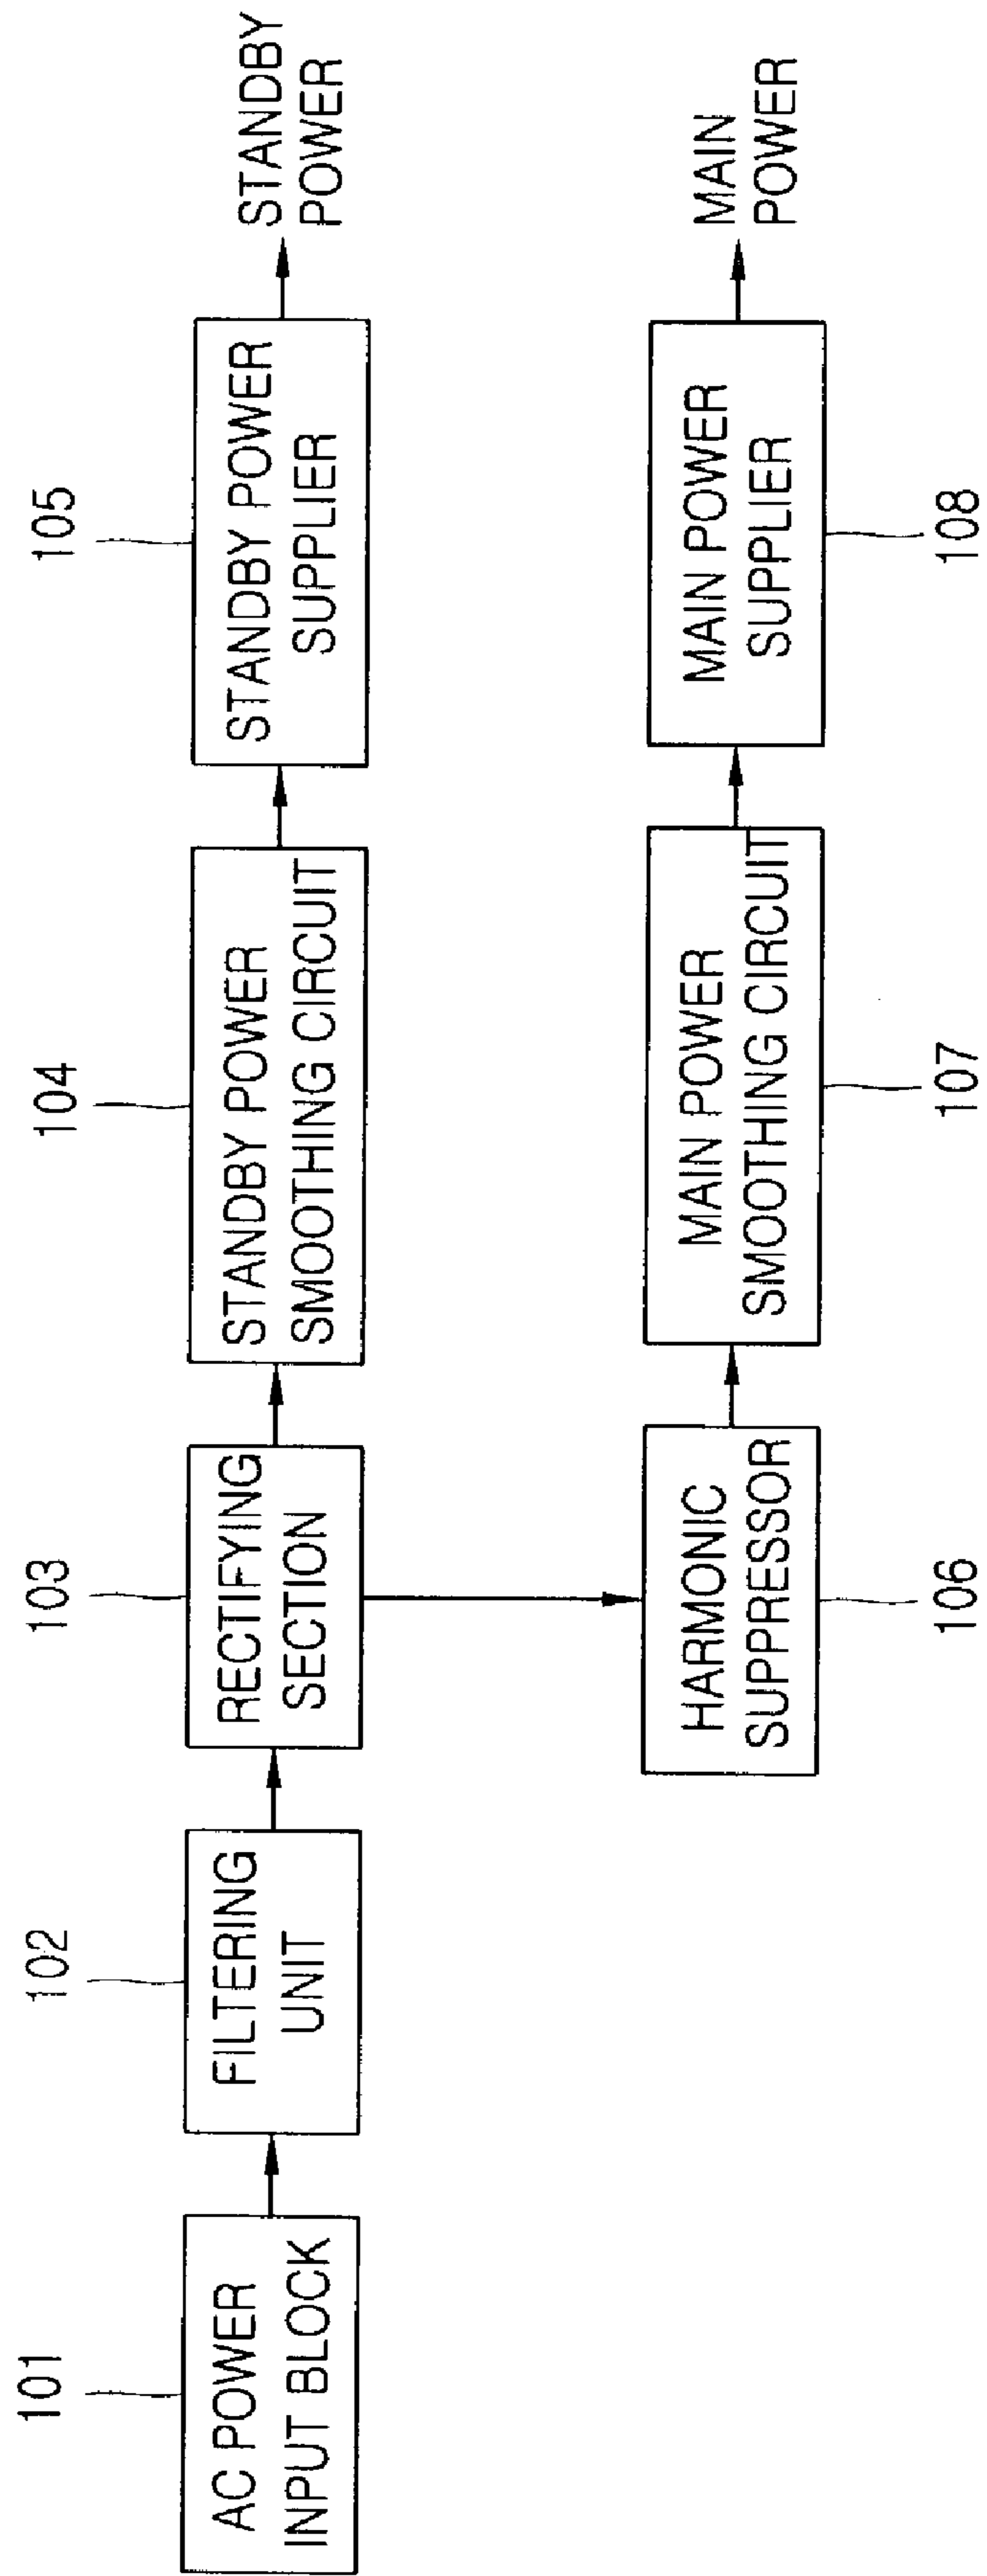 101
AC POWER
INPUT BLOCK
102
FILTERING
UNIT
103
RECTIFYING
SECTION
104
STANDBY POWER
SMOOTHING CIRCUIT
105
STANDBY POWER
SUPPLIER
STANDBY
POWER
HARMONIC
SUPPRESSOR
106
MAIN POWER
SMOOTHING CIRCUIT
107
MAIN POWER
SUPPLIER
108
MAIN
POWER